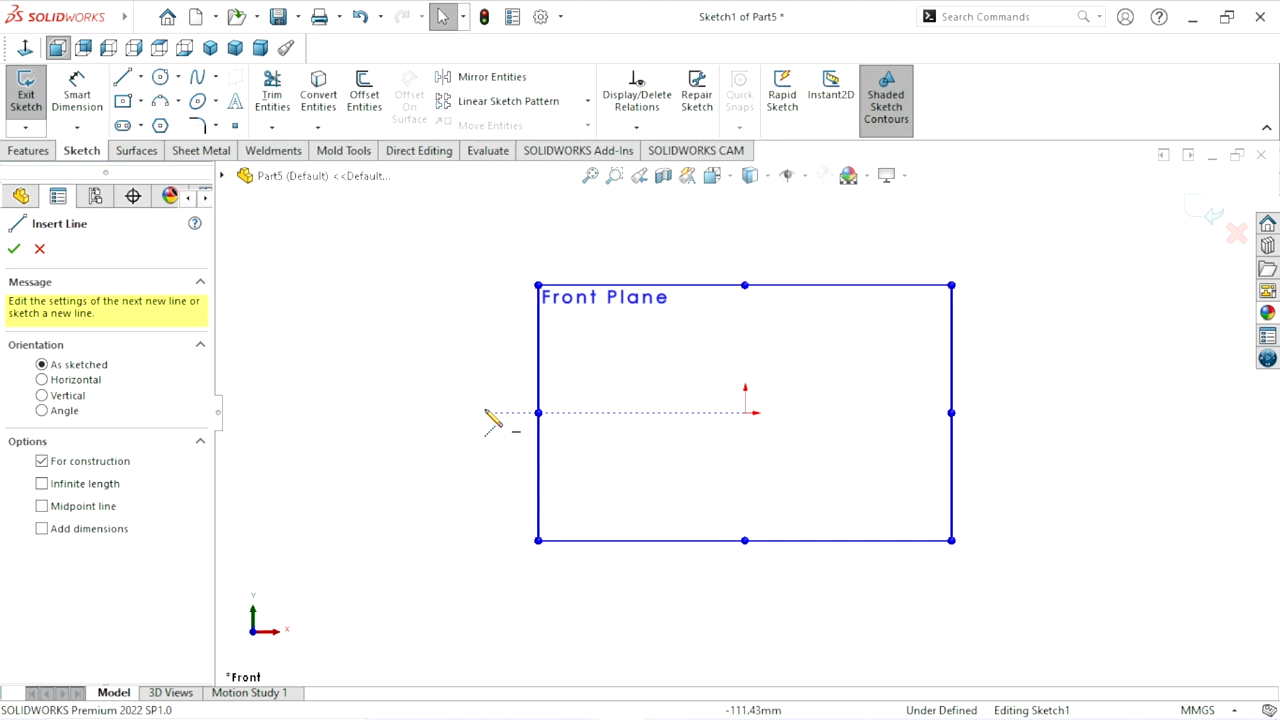 SOLIDWORKS
Sketch1 of Part5 *
Search Commands
Exit Sketch
Smart Dimension
Trim Entities
Convert Entities
Offset Entities
Offset On Surface
Mirror Entities
Linear Sketch Pattern
Move Entities
Display/Delete Relations
Repair Sketch
Quick Snaps
Rapid Sketch
Instant2D
Shaded Sketch Contours
Features
Sketch
Surfaces
Sheet Metal
Weldments
Mold Tools
Direct Editing
Evaluate
SOLIDWORKS Add-Ins
SOLIDWORKS CAM
Part5 (Default) <<Default...
Insert Line
Message
Edit the settings of the next new line or
sketch a new line.
Orientation
As sketched
Horizontal
Vertical
Angle
Options
For construction
Infinite length
Midpoint line
Add dimensions
Front Plane
Y
X
*Front
Model
3D Views
Motion Study 1
SOLIDWORKS Premium 2022 SP1.0
-111.43mm
Under Defined
Editing Sketch1
MMGS